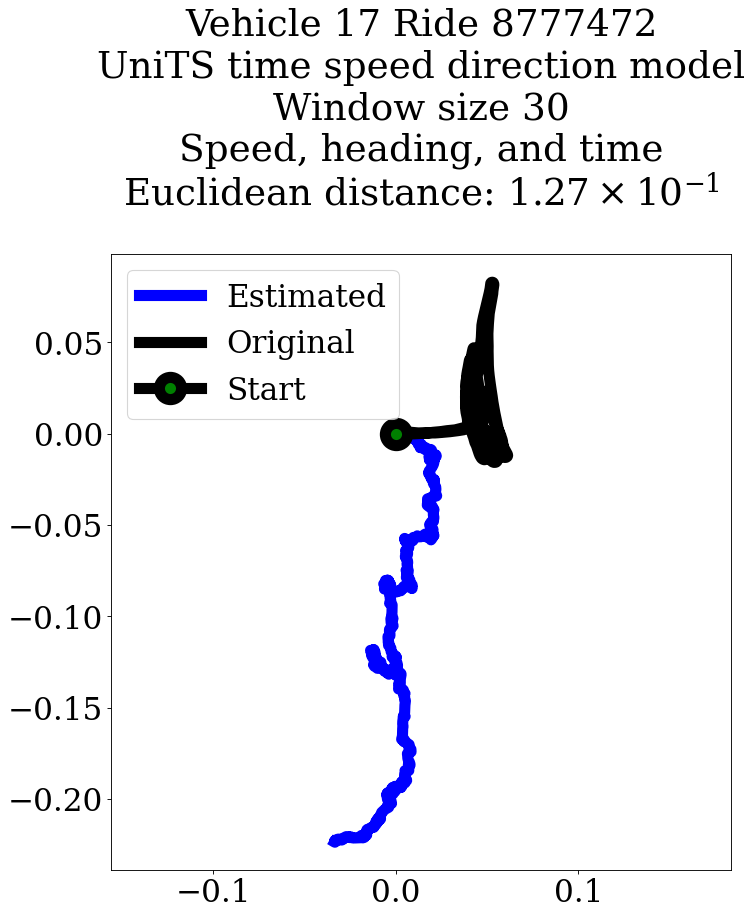 Vehicle 17 Ride 8777472
UniTS time speed direction model
Window size 30
Speed, heading, and time
Euclidean distance: 1.27 × 10⁻¹
Estimated
Original
Start
0.05
0.00
−0.05
−0.10
−0.15
−0.20
−0.1 0.0 0.1